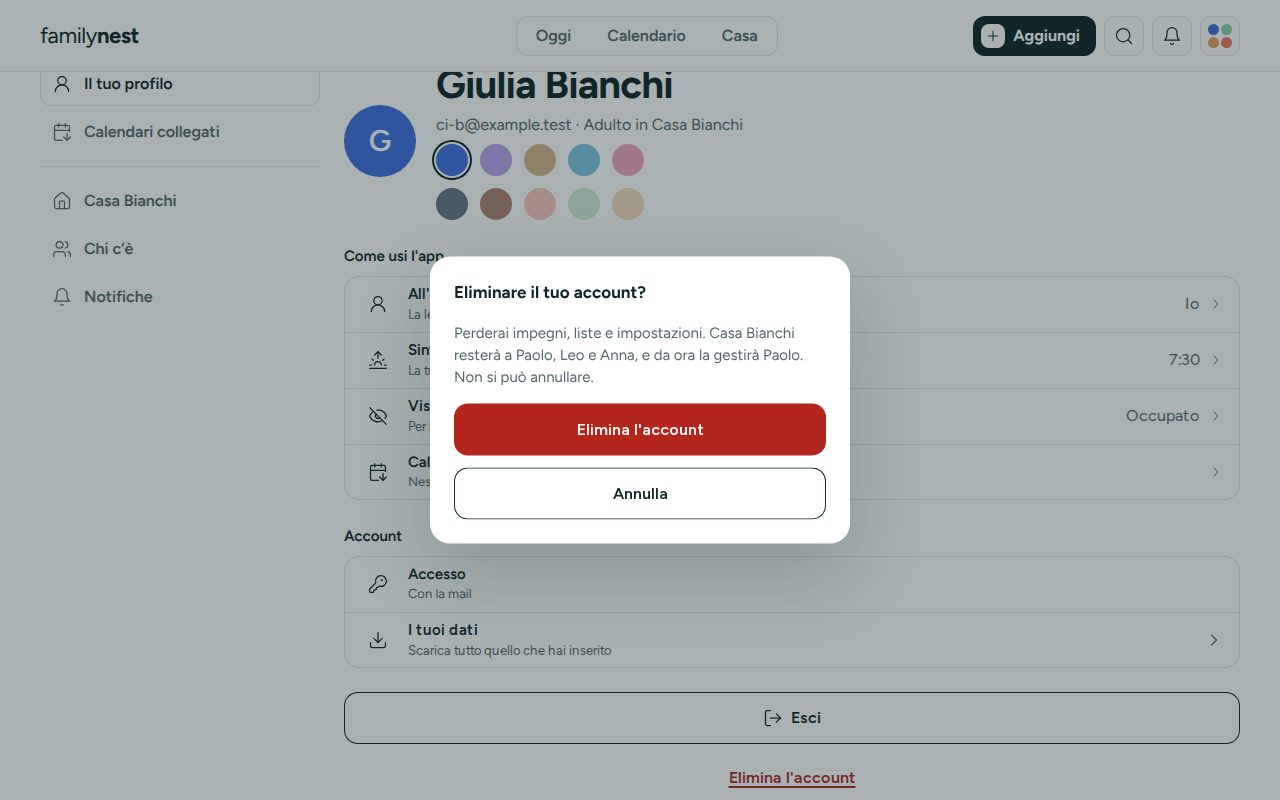 familynest
Oggi
Calendario
Casa
Aggiungi
Il tuo profilo
Calendari collegati
Casa Bianchi
Chi c'è
Notifiche
Giulia Bianchi
G
ci-b@example.test · Adulto in Casa Bianchi
Come usi l'app
Io
7:30
Occupato
Eliminare il tuo account?
Perderai impegni, liste e impostazioni. Casa Bianchi
resterà a Paolo, Leo e Anna, e da ora la gestirà Paolo.
Non si può annullare.
Elimina l'account
Annulla
Account
Accesso
Con la mail
I tuoi dati
Scarica tutto quello che hai inserito
Esci
Elimina l'account